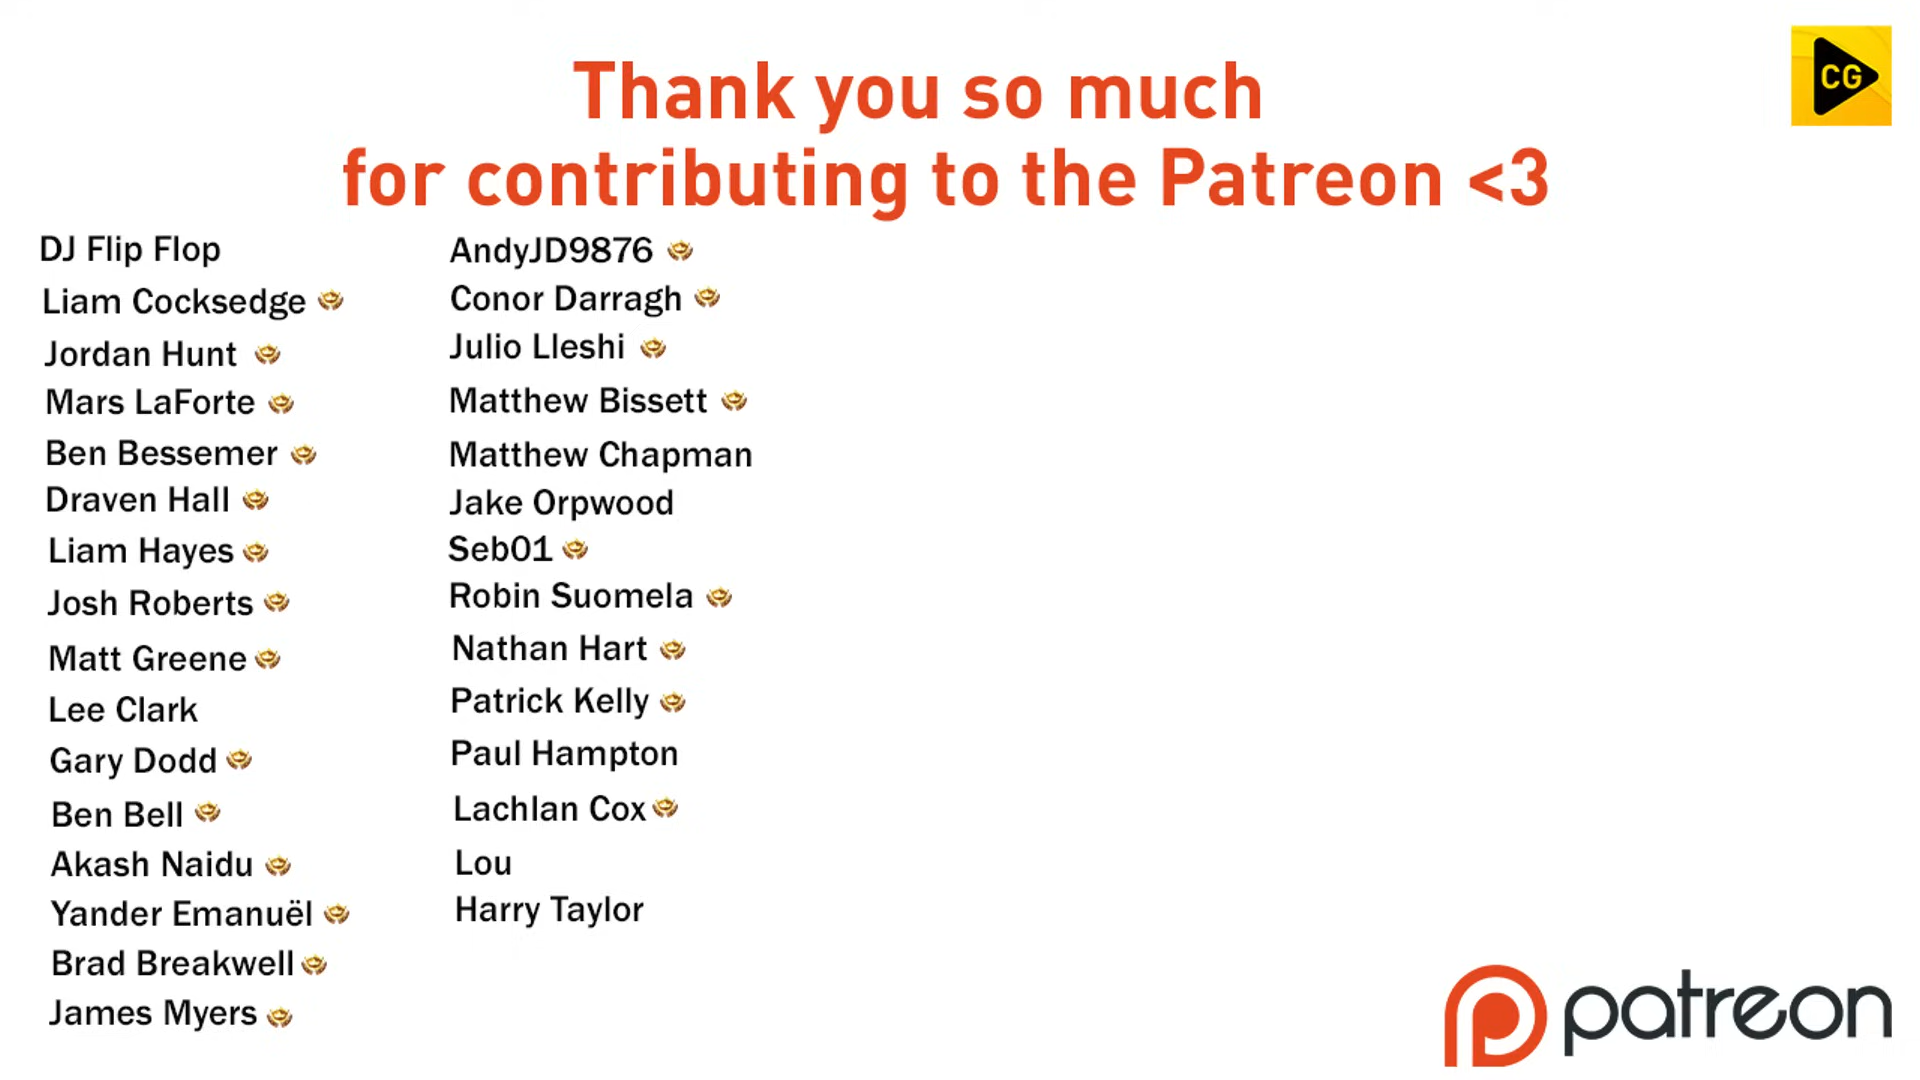 CG
Thank you so much
for contributing to the Patreon <3
DJ Flip Flop
Liam Cocksedge
Jordan Hunt
Mars LaForte
Ben Bessemer
Draven Hall
Liam Hayes
Josh Roberts
Matt Greene
Lee Clark
Gary Dodd
Ben Bell
Akash Naidu
Yander Emanuël
Brad Breakwell
James Myers
AndyJD9876
Conor Darragh
Julio Lleshi
Matthew Bissett
Matthew Chapman
Jake Orpwood
Seb01
Robin Suomela
Nathan Hart
Patrick Kelly
Paul Hampton
Lachlan Cox
Lou
Harry Taylor
patreon